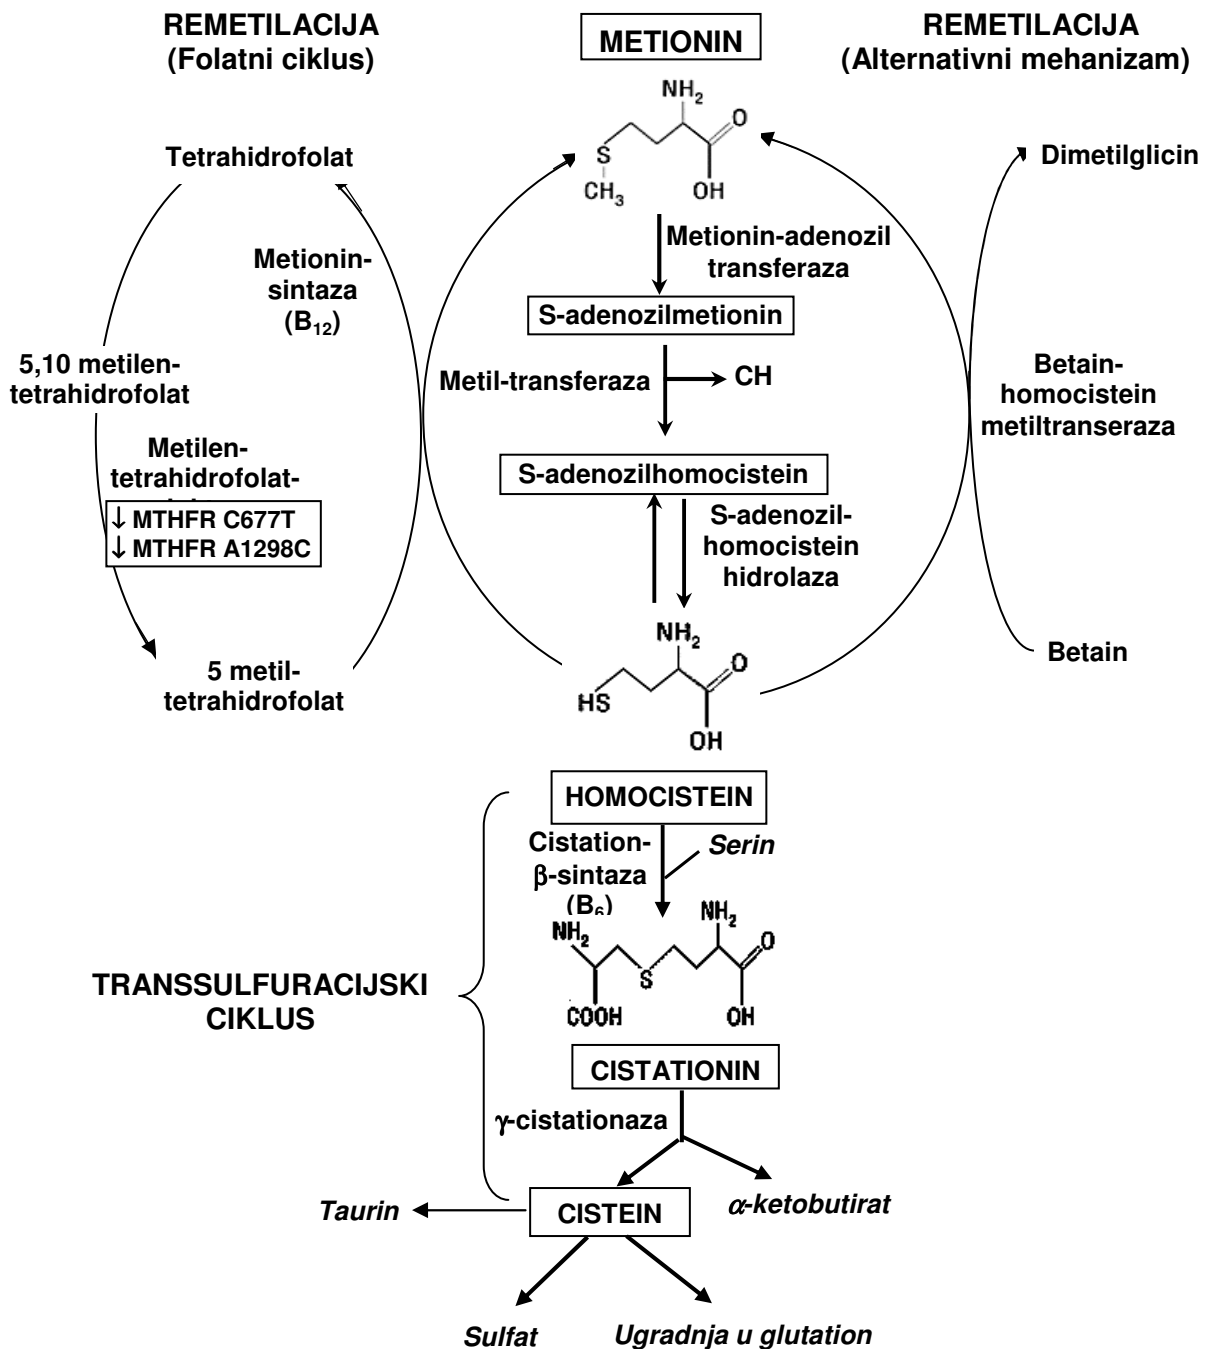 REMETILACIJA
(Folatni ciklus)
METIONIN
REMETILACIJA
(Alternativni mehanizam)
NH2
O
S
CH3
OH
Tetrahidrofolat
Dimetilglicin
Metionin-
sintaza
(B12)
Metionin-adenozil
transferaza
S-adenozilmetionin
5,10 metilen-
tetrahidrofolat
Metil-transferaza
CH
Betain-
homocistein
metiltranseraza
Metilen-
tetrahidrofolat-
↓ MTHFR C677T
↓ MTHFR A1298C
S-adenozilhomocistein
S-adenozil-
homocistein
hidrolaza
NH2
O
HS
OH
5 metil-
tetrahidrofolat
Betain
HOMOCISTEIN
Cistation-
β-sintaza
(B6)
Serin
NH2
NH2
O
S
COOH
OH
TRANSSULFURACIJSKI
CIKLUS
CISTATIONIN
γ-cistationaza
Taurin
CISTEIN
α-ketobutirat
Sulfat
Ugradnja u glutation